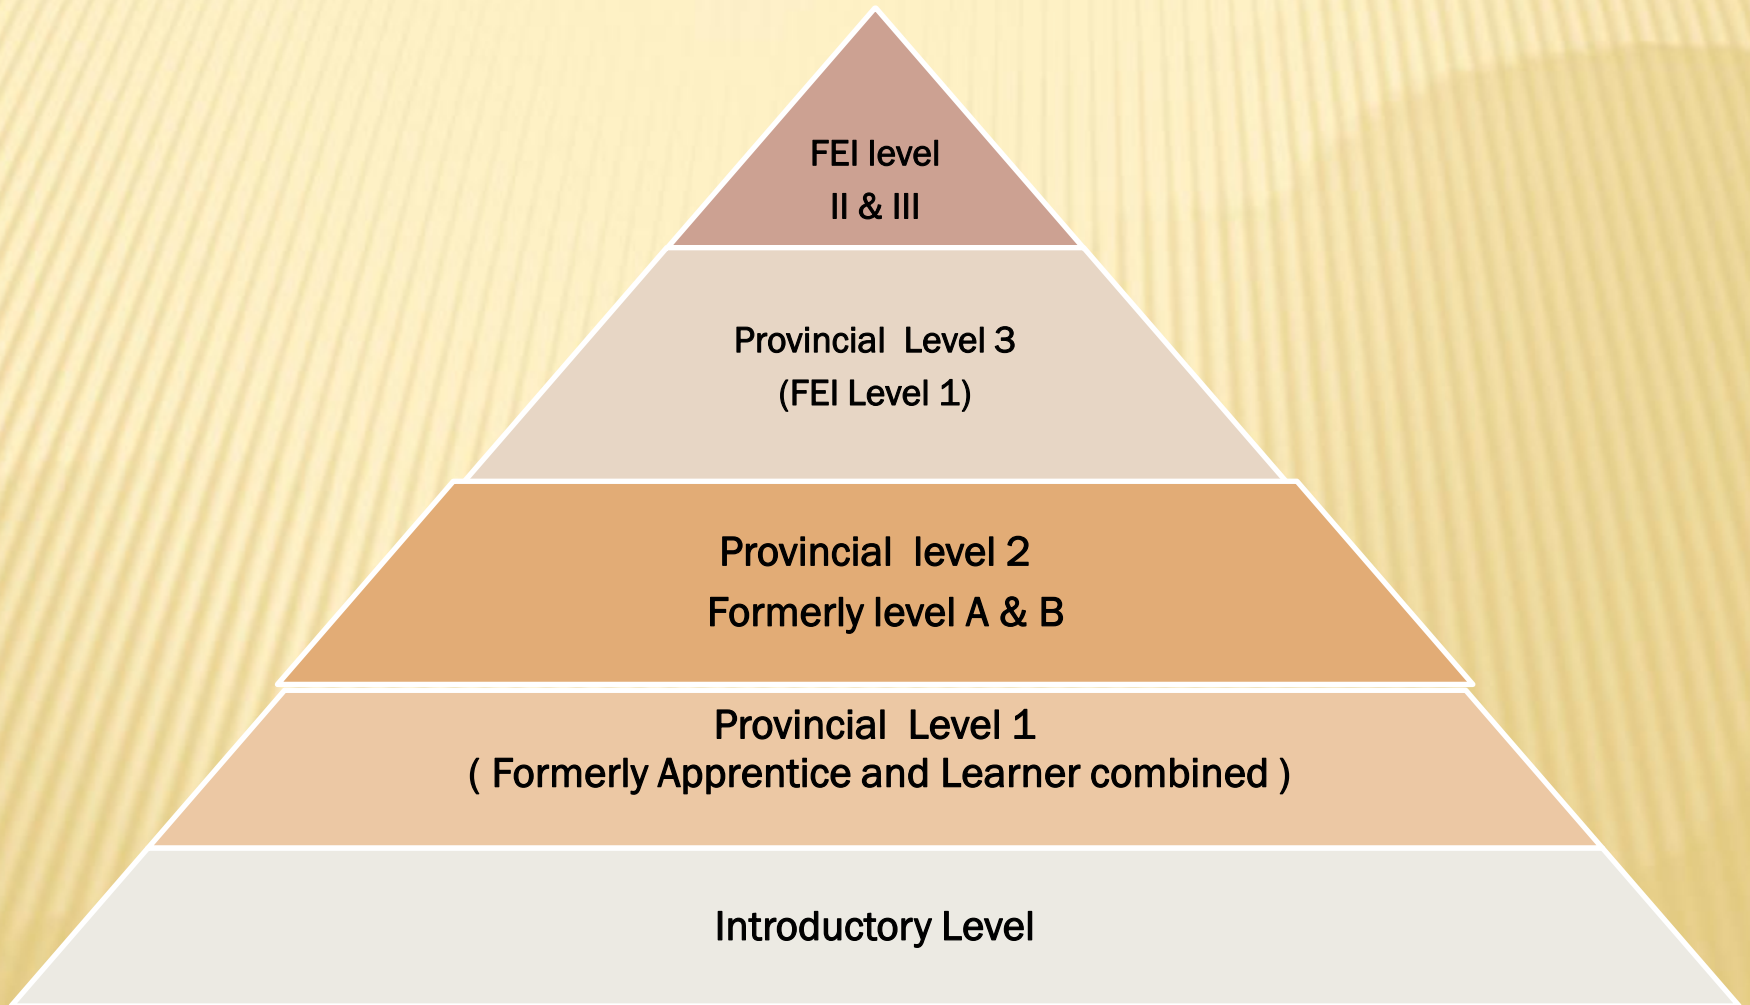 FEI level
II & III
Provincial  Level 3
(FEI Level 1)
Provincial  level 2
Formerly level A & B
Provincial  Level 1
( Formerly Apprentice and Learner combined )
Introductory Level